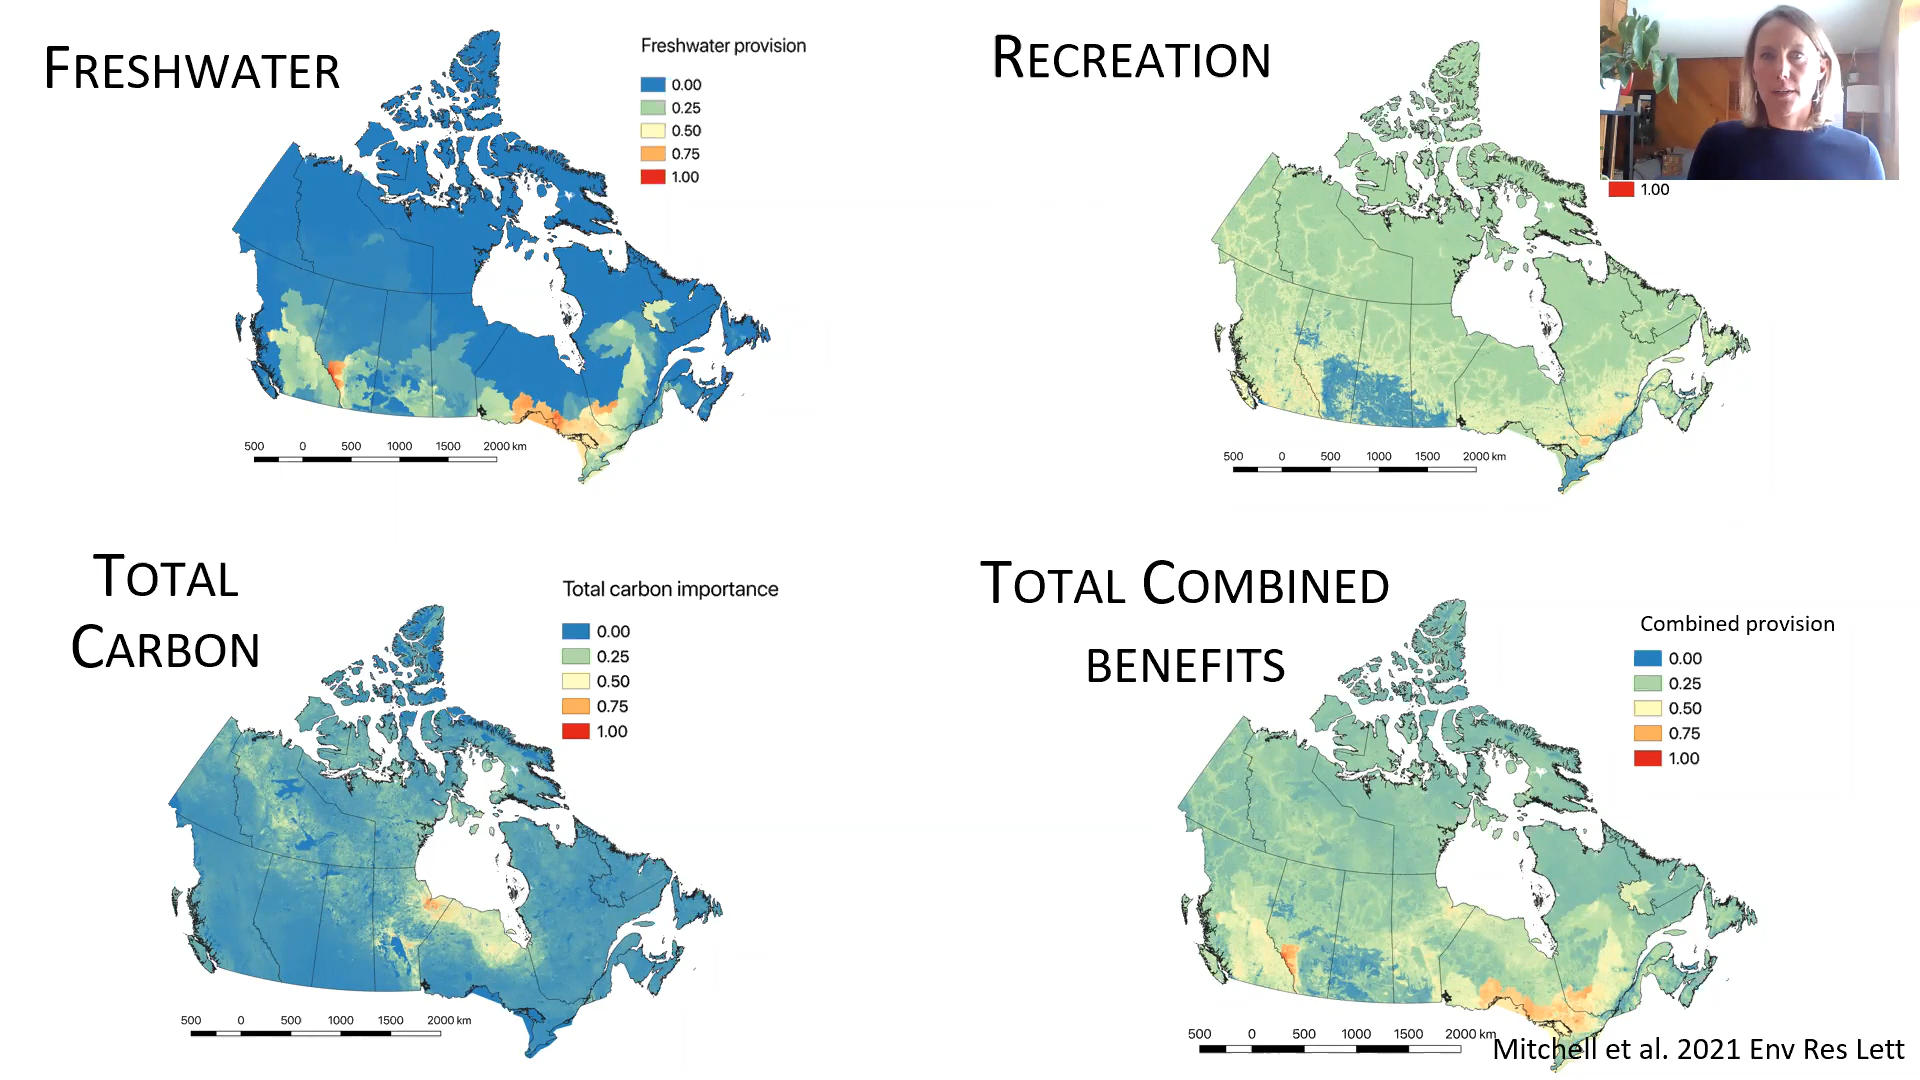 FRESHWATER
Freshwater provision
0.00
0.25
0.50
0.75
1.00
500 0 500 1000 1500 2000 km
RECREATION
1.00
500 0 500 1000 1500 2000 km
TOTAL
CARBON
Total carbon importance
0.00
0.25
0.50
0.75
1.00
500 0 500 1000 1500 2000 km
TOTAL COMBINED
BENEFITS
Combined provision
0.00
0.25
0.50
0.75
1.00
500 0 500 1000 1500 2000 km
Mitchell et al. 2021 Env Res Lett